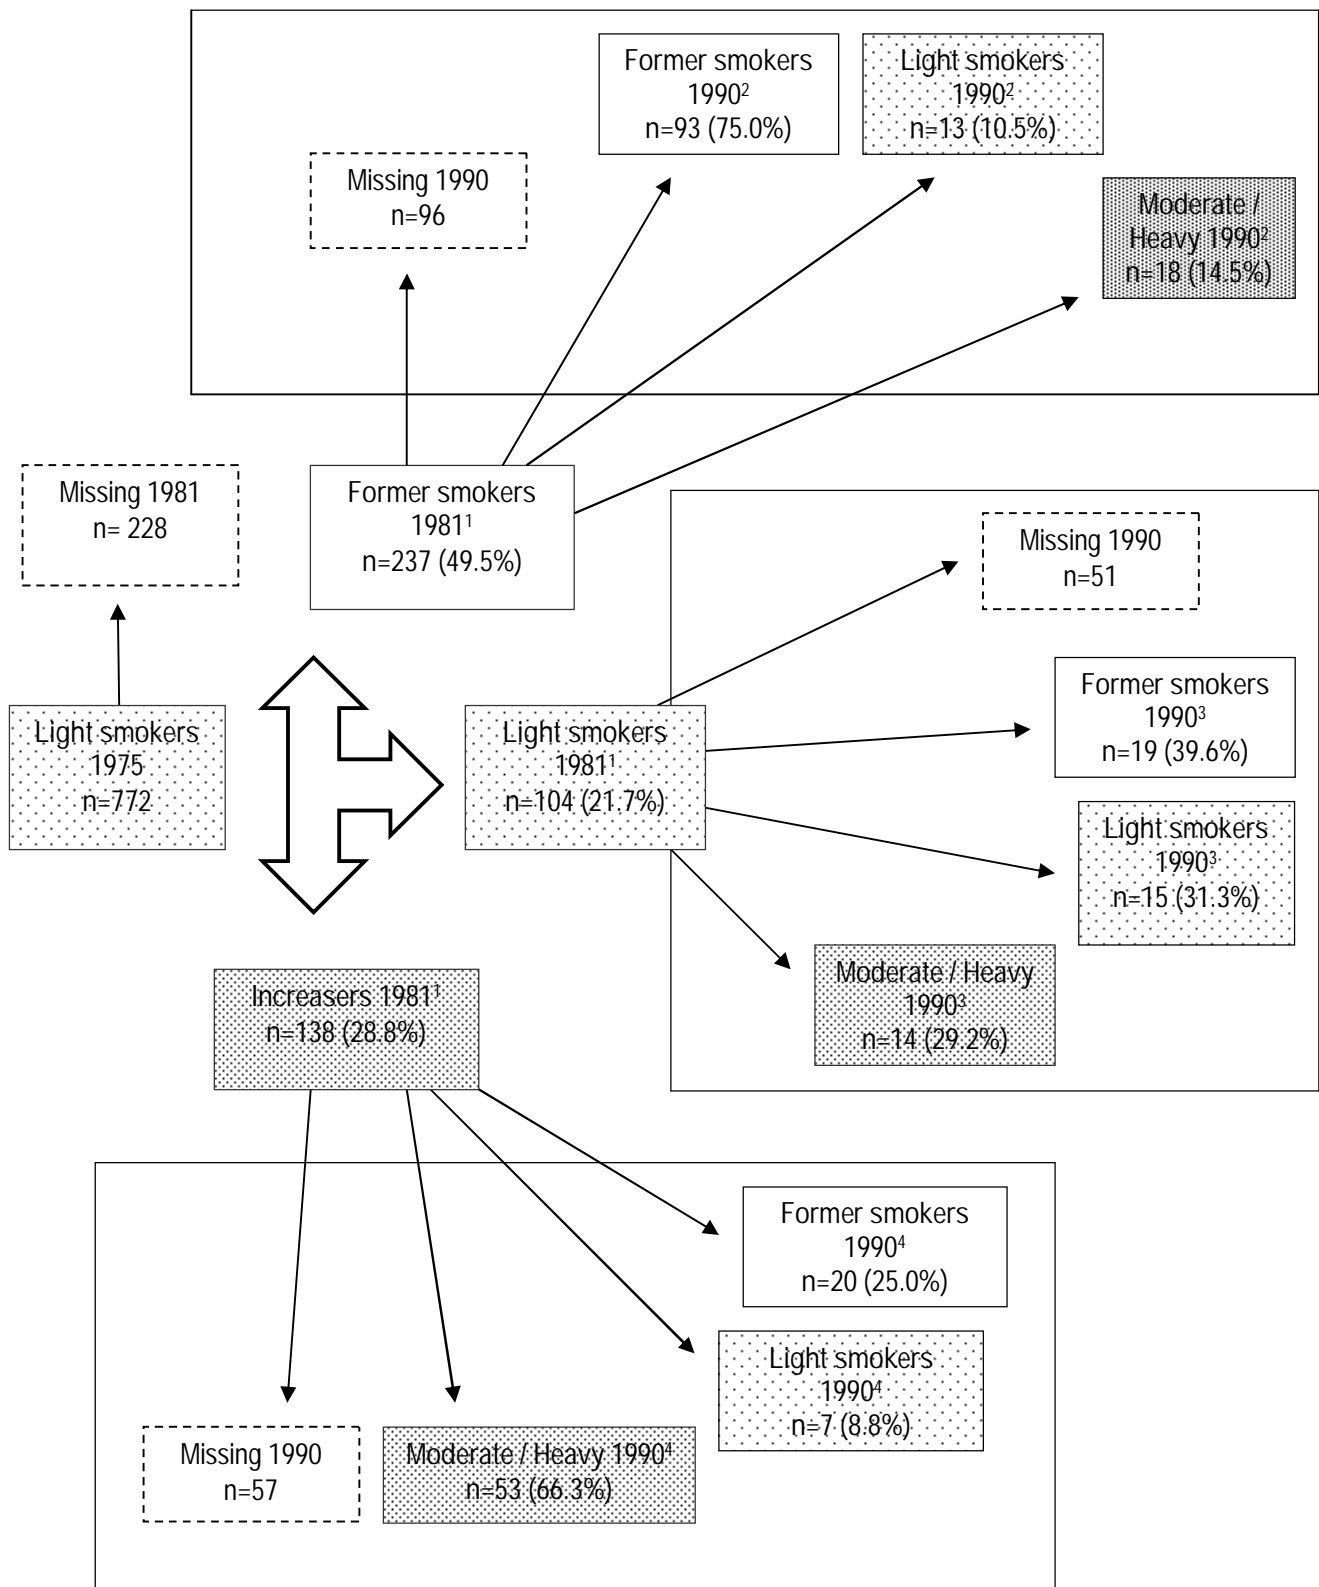 Former smokers
1990²
n=93 (75.0%)
Light smokers
1990²
n=13 (10.5%)
Missing 1990
n=96
Moderate /
Heavy 1990²
n=18 (14.5%)
Missing 1981
n= 228
Former smokers
1981¹
n=237 (49.5%)
Missing 1990
n=51
Former smokers
1990³
n=19 (39.6%)
Light smokers
1975
n=772
Light smokers
1981¹
n=104 (21.7%)
Light smokers
1990³
n=15 (31.3%)
Moderate / Heavy
1990³
n=14 (29.2%)
Increasers 1981¹
n=138 (28.8%)
Former smokers
1990⁴
n=20 (25.0%)
Light smokers
1990⁴
n=7 (8.8%)
Missing 1990
n=57
Moderate / Heavy 1990⁴
n=53 (66.3%)